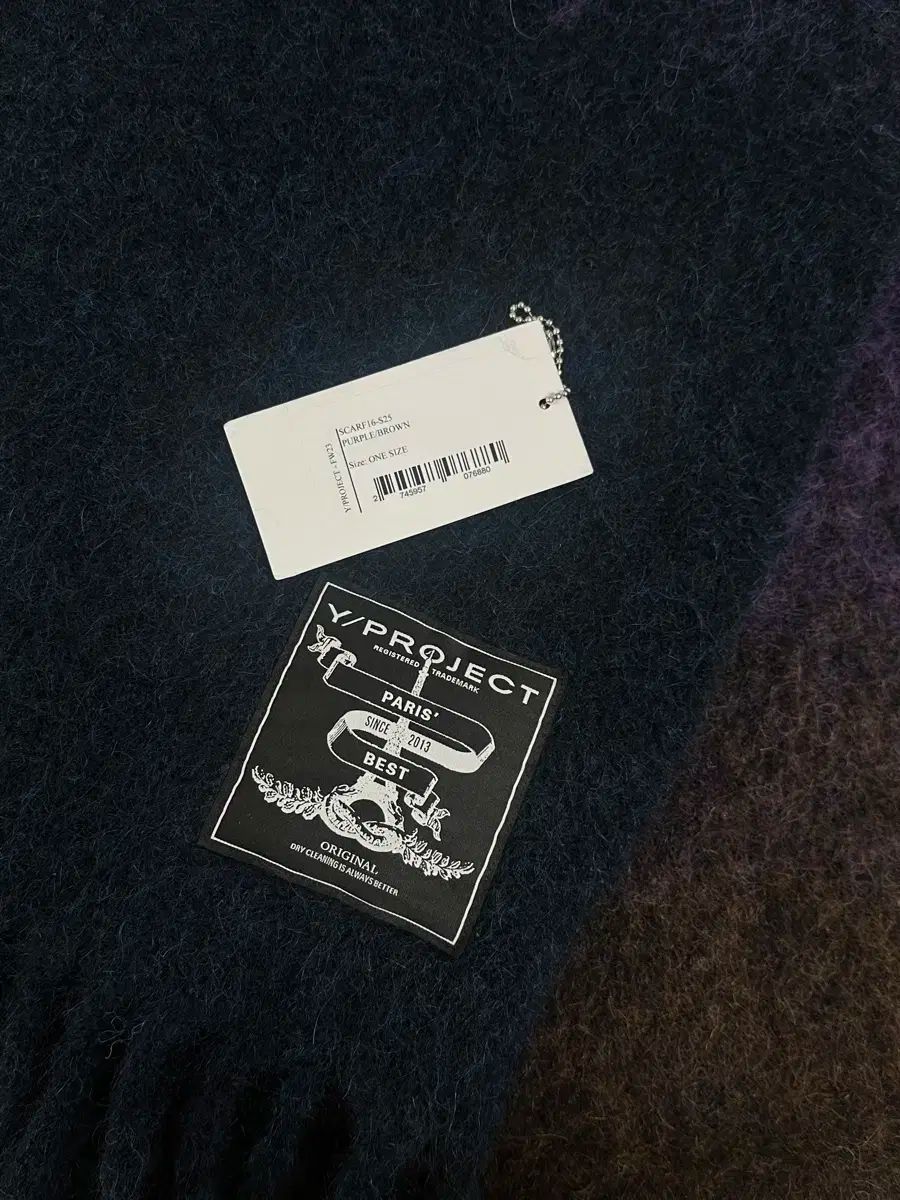 SCARF16-S25
PURPLE/BROWN
Size: ONE SIZE
Y/PROJECT - FW23
2 745957 076880
Y/PROJECT
REGISTERED TRADEMARK
PARIS'
SINCE 2013
BEST
ORIGINAL
DRY CLEANING IS ALWAYS BETTER